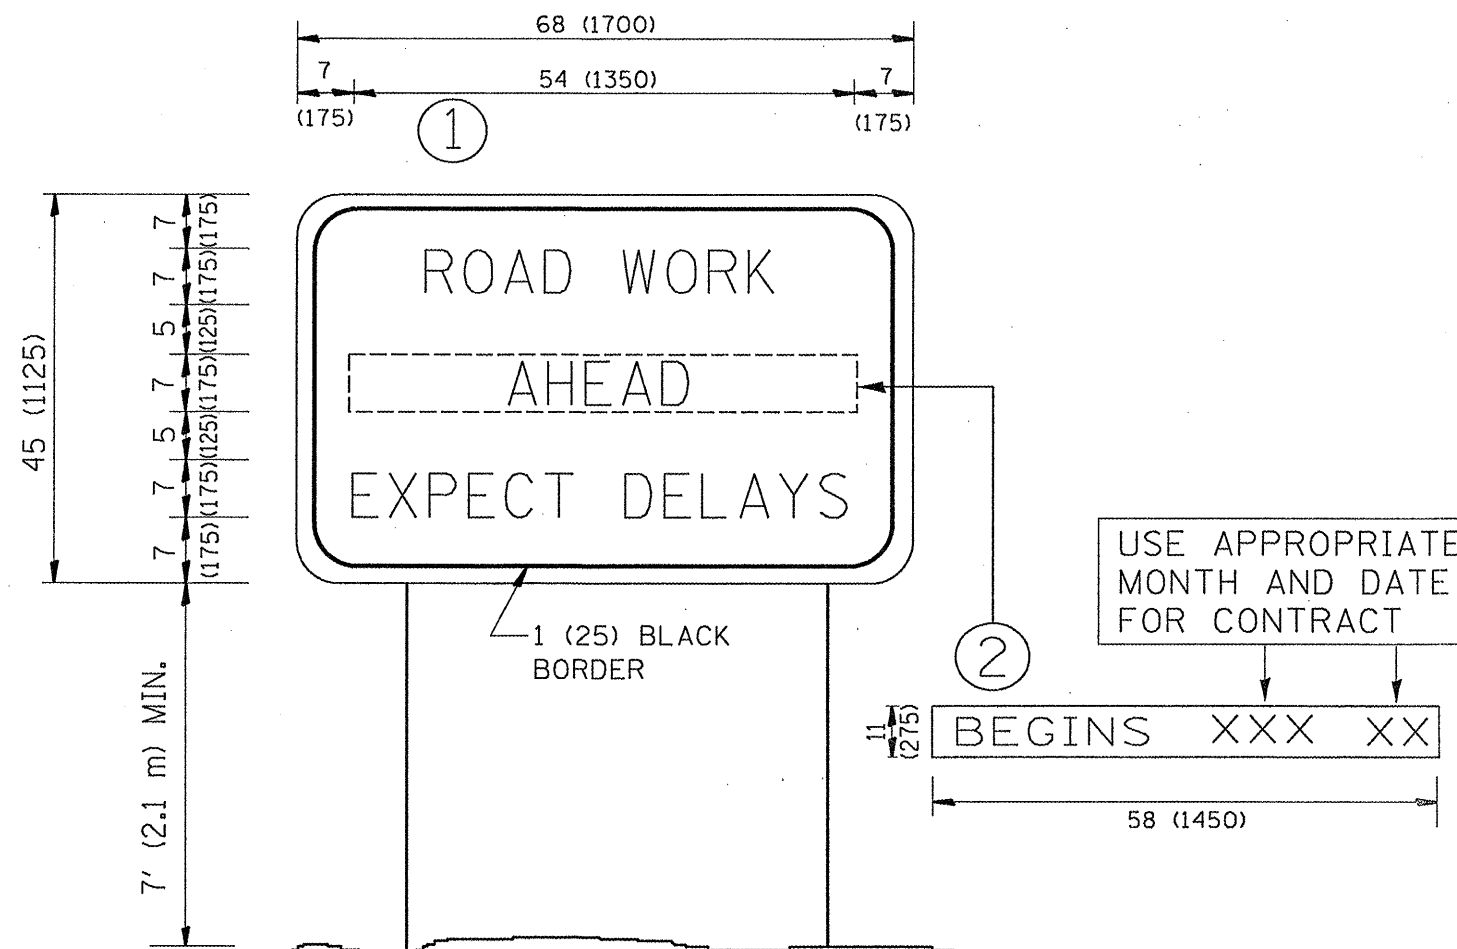 68 (1700)
7
54 (1350)
7
(175)
(175)
1
45 (1125)
7
(175)
7
(175)
5
(125)
7
(175)
5
(125)
7
(175)
7
(175)
ROAD WORK
AHEAD
EXPECT DELAYS
1 (25) BLACK
BORDER
7' (2.1 m) MIN.
2
USE APPROPRIATE
MONTH AND DATE
FOR CONTRACT
11
(275)
BEGINS XXX XX
58 (1450)